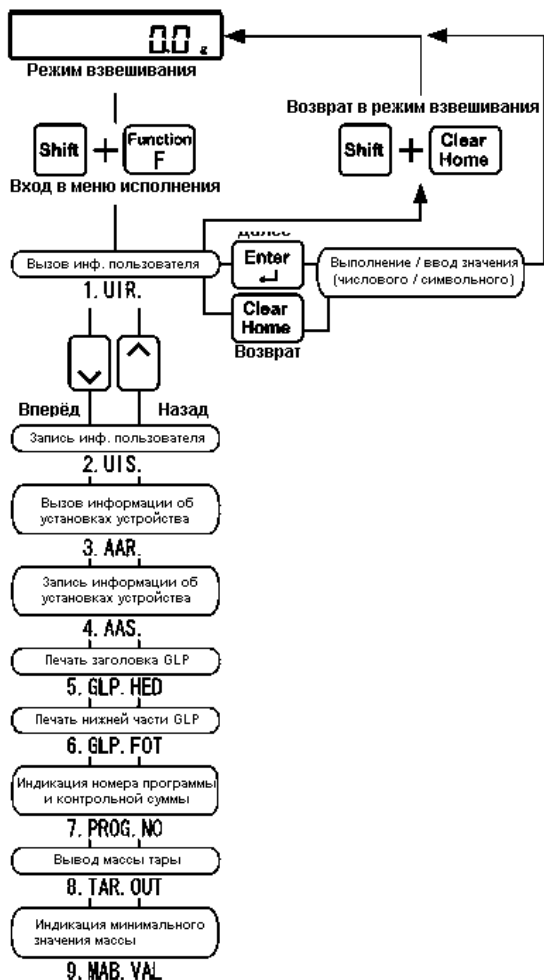 0.0 g
Режим взвешивания
Возврат в режим взвешивания
Shift + Function F
Shift + Clear Home
Вход в меню исполнения
Далее
Вызов инф. пользователя
Enter
Выполнение / ввод значения
(числового / символьного)
1. UIR.
Clear
Home
Возврат
Вперёд Назад
Запись инф. пользователя
2. UIS.
Вызов информации об
установках устройства
3. AAR.
Запись информации об
установках устройства
4. AAS.
Печать заголовка GLP
5. GLP. HED
Печать нижней части GLP
6. GLP. FOT
Индикация номера программы
и контрольной суммы
7. PROG. NO
Вывод массы тары
8. TAR. OUT
Индикация минимального
значения массы
9. MAB. VAL